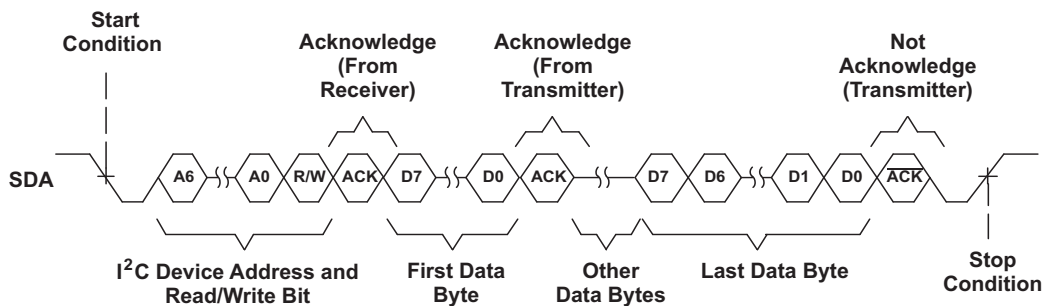 Start
Condition
Acknowledge
(From
Receiver)
Acknowledge
(From
Transmitter)
Not
Acknowledge
(Transmitter)
SDA
A6 A0 R/W ACK D7 D0 ACK D7 D6 D1 D0 ACK
I²C Device Address and
Read/Write Bit
First Data
Byte
Other
Data Bytes
Last Data Byte
Stop
Condition